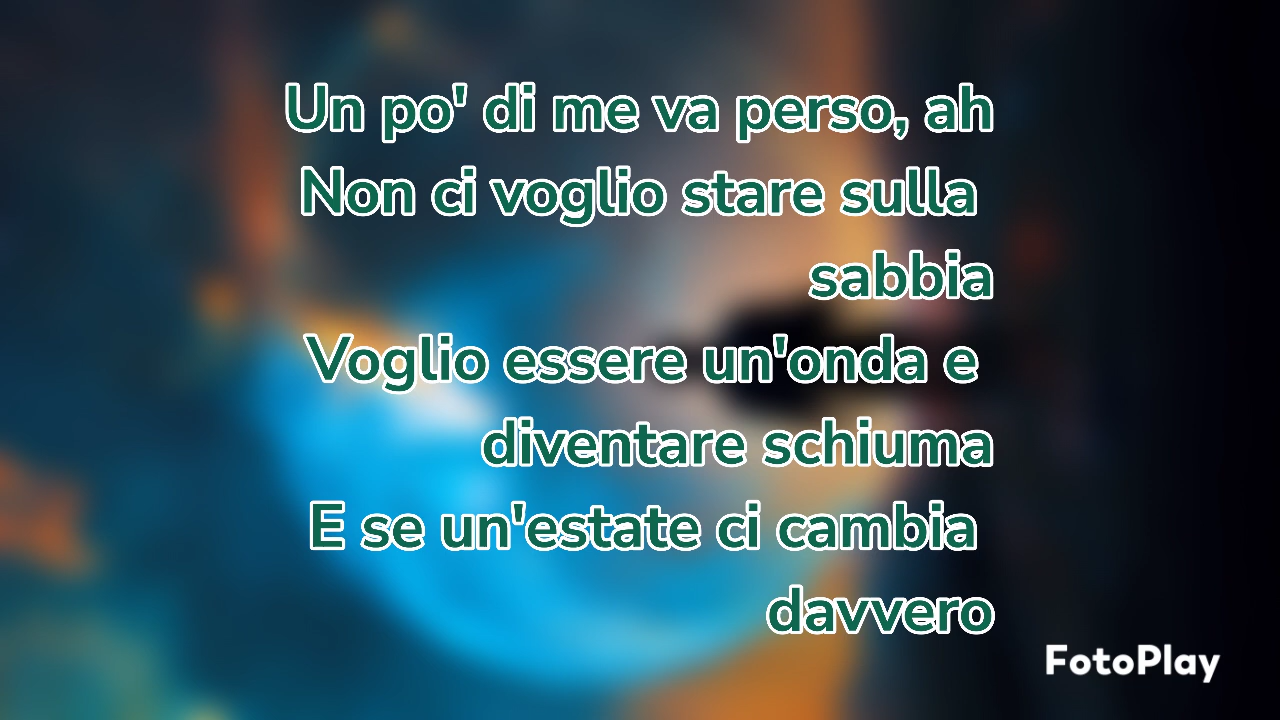 Un po' di me va perso, ah
Non ci voglio stare sulla
sabbia
Voglio essere un'onda e
diventare schiuma
E se un'estate ci cambia
davvero
FotoPlay